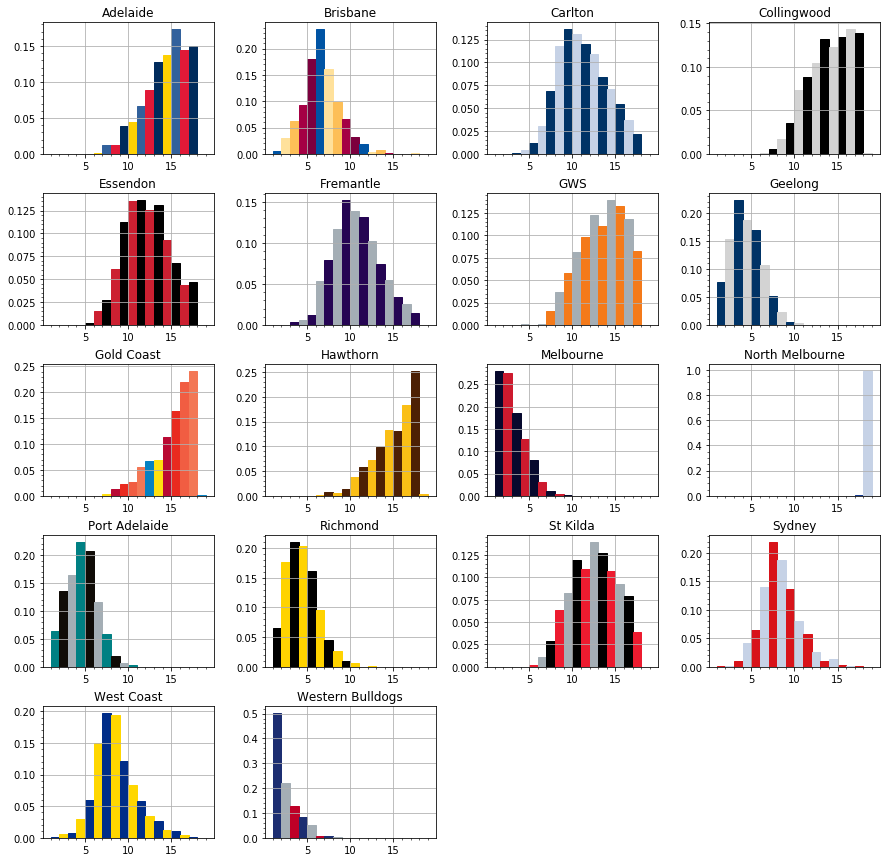 Adelaide
0.15
0.10
0.05
0.00
5 10 15
Brisbane
0.20
0.15
0.10
0.05
0.00
5 10 15
Carlton
0.125
0.100
0.075
0.050
0.025
0.000
5 10 15
Collingwood
0.15
0.10
0.05
0.00
5 10 15
Essendon
0.125
0.100
0.075
0.050
0.025
0.000
5 10 15
Fremantle
0.15
0.10
0.05
0.00
5 10 15
GWS
0.125
0.100
0.075
0.050
0.025
0.000
5 10 15
Geelong
0.20
0.15
0.10
0.05
0.00
5 10 15
Gold Coast
0.25
0.20
0.15
0.10
0.05
0.00
5 10 15
Hawthorn
0.25
0.20
0.15
0.10
0.05
0.00
5 10 15
Melbourne
0.25
0.20
0.15
0.10
0.05
0.00
5 10 15
North Melbourne
1.0
0.8
0.6
0.4
0.2
0.0
5 10 15
Port Adelaide
0.20
0.15
0.10
0.05
0.00
5 10 15
Richmond
0.20
0.15
0.10
0.05
0.00
5 10 15
St Kilda
0.125
0.100
0.075
0.050
0.025
0.000
5 10 15
Sydney
0.20
0.15
0.10
0.05
0.00
5 10 15
West Coast
0.20
0.15
0.10
0.05
0.00
5 10 15
Western Bulldogs
0.5
0.4
0.3
0.2
0.1
0.0
5 10 15